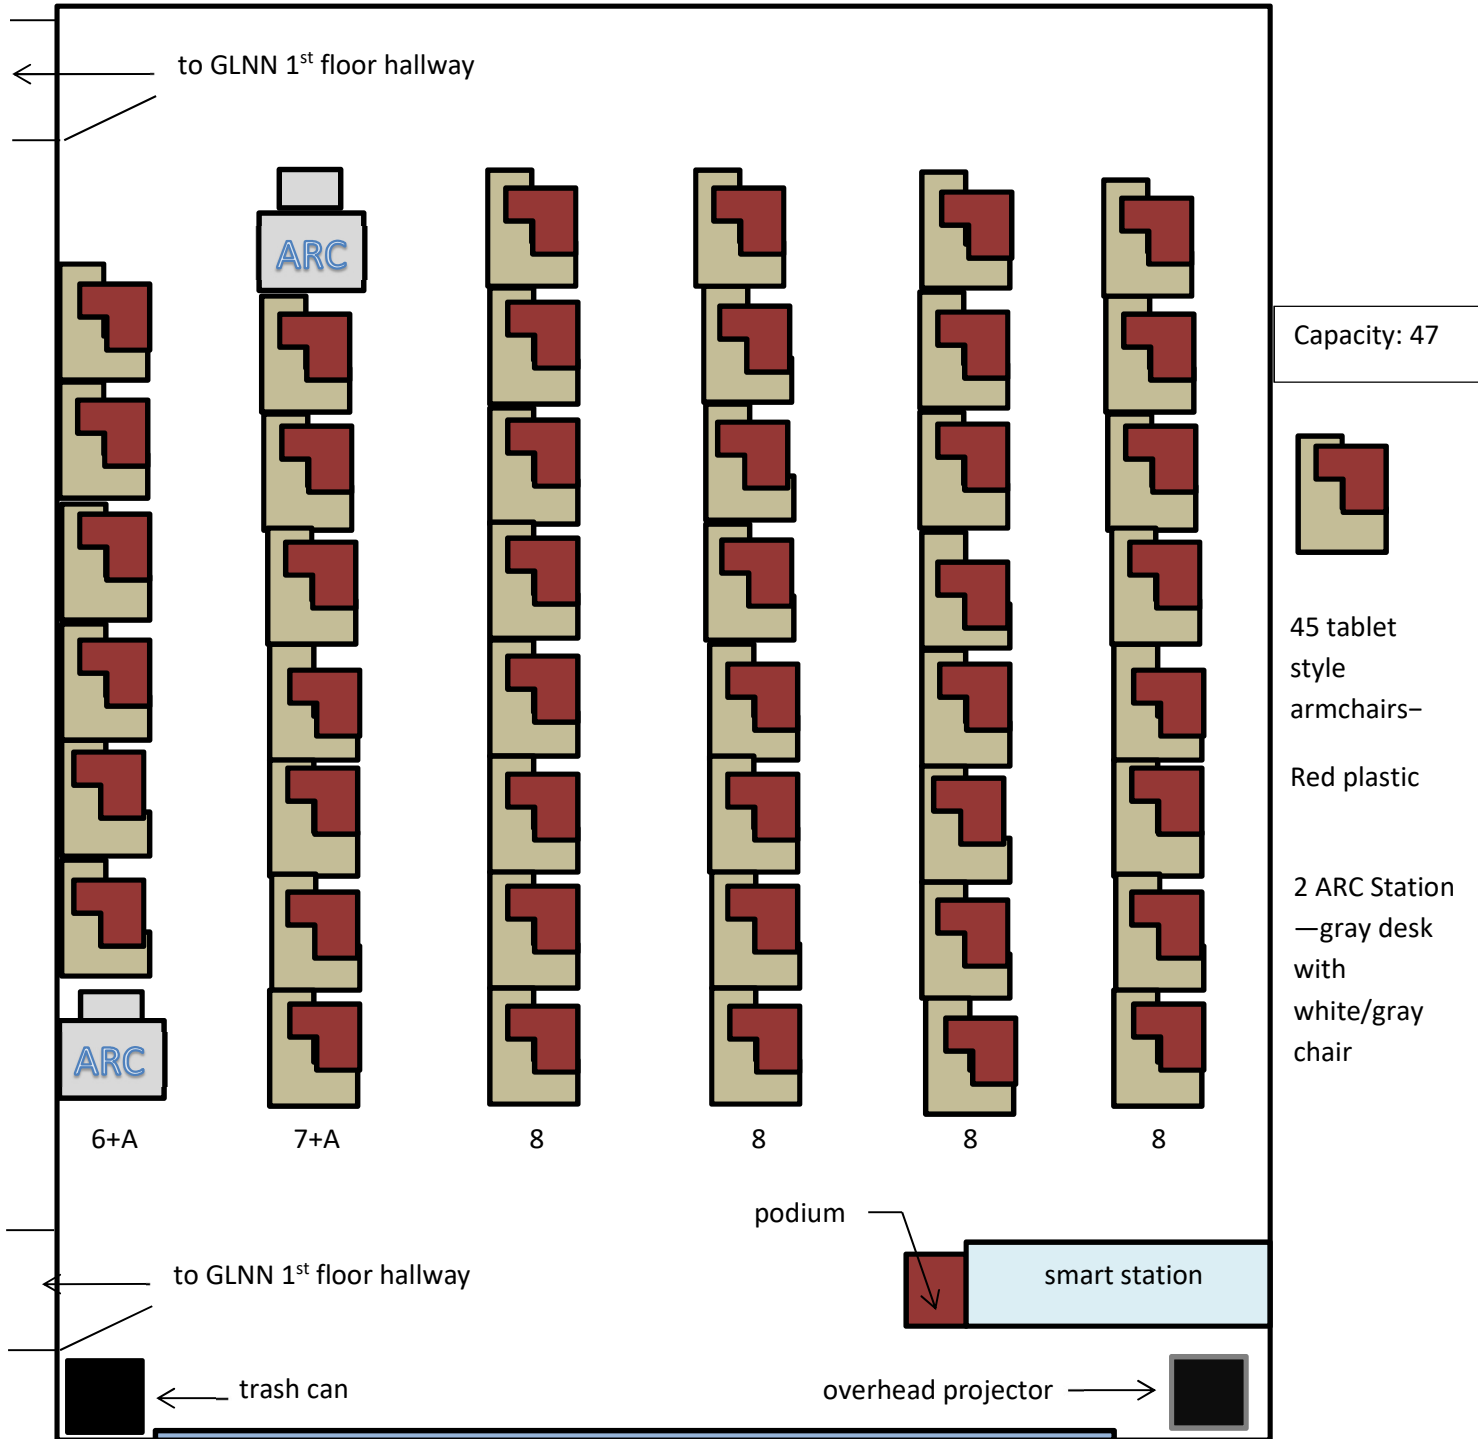 to GLNN 1st floor hallway
ARC
Capacity: 47
45 tablet
style
armchairs–
Red plastic
2 ARC Station
—gray desk
with
white/gray
chair
ARC
6+A
7+A
8
8
8
8
podium
to GLNN 1st floor hallway
smart station
trash can
overhead projector